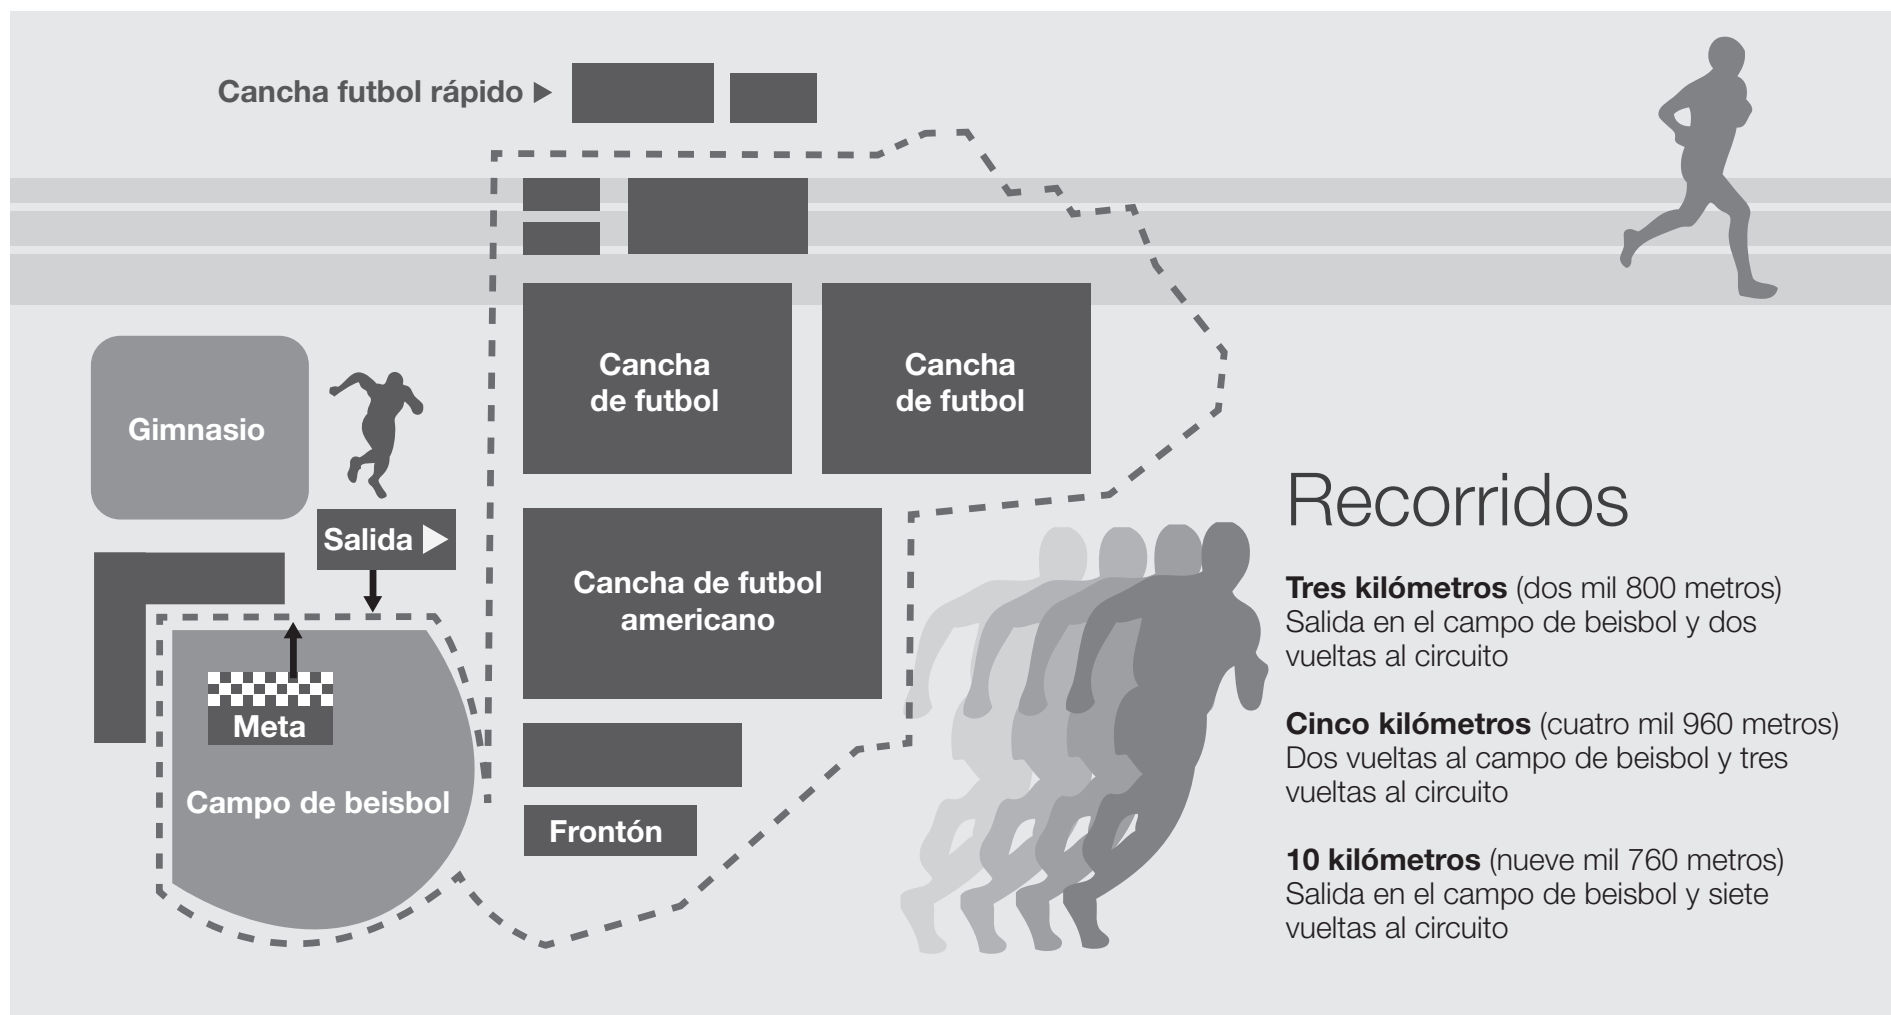 Cancha futbol rápido
Cancha
de futbol
Cancha
de futbol
Gimnasio
Salida
Cancha de futbol
americano
Meta
Campo de beisbol
Frontón
Recorridos
Tres kilómetros (dos mil 800 metros)
Salida en el campo de beisbol y dos
vueltas al circuito
Cinco kilómetros (cuatro mil 960 metros)
Dos vueltas al campo de beisbol y tres
vueltas al circuito
10 kilómetros (nueve mil 760 metros)
Salida en el campo de beisbol y siete
vueltas al circuito